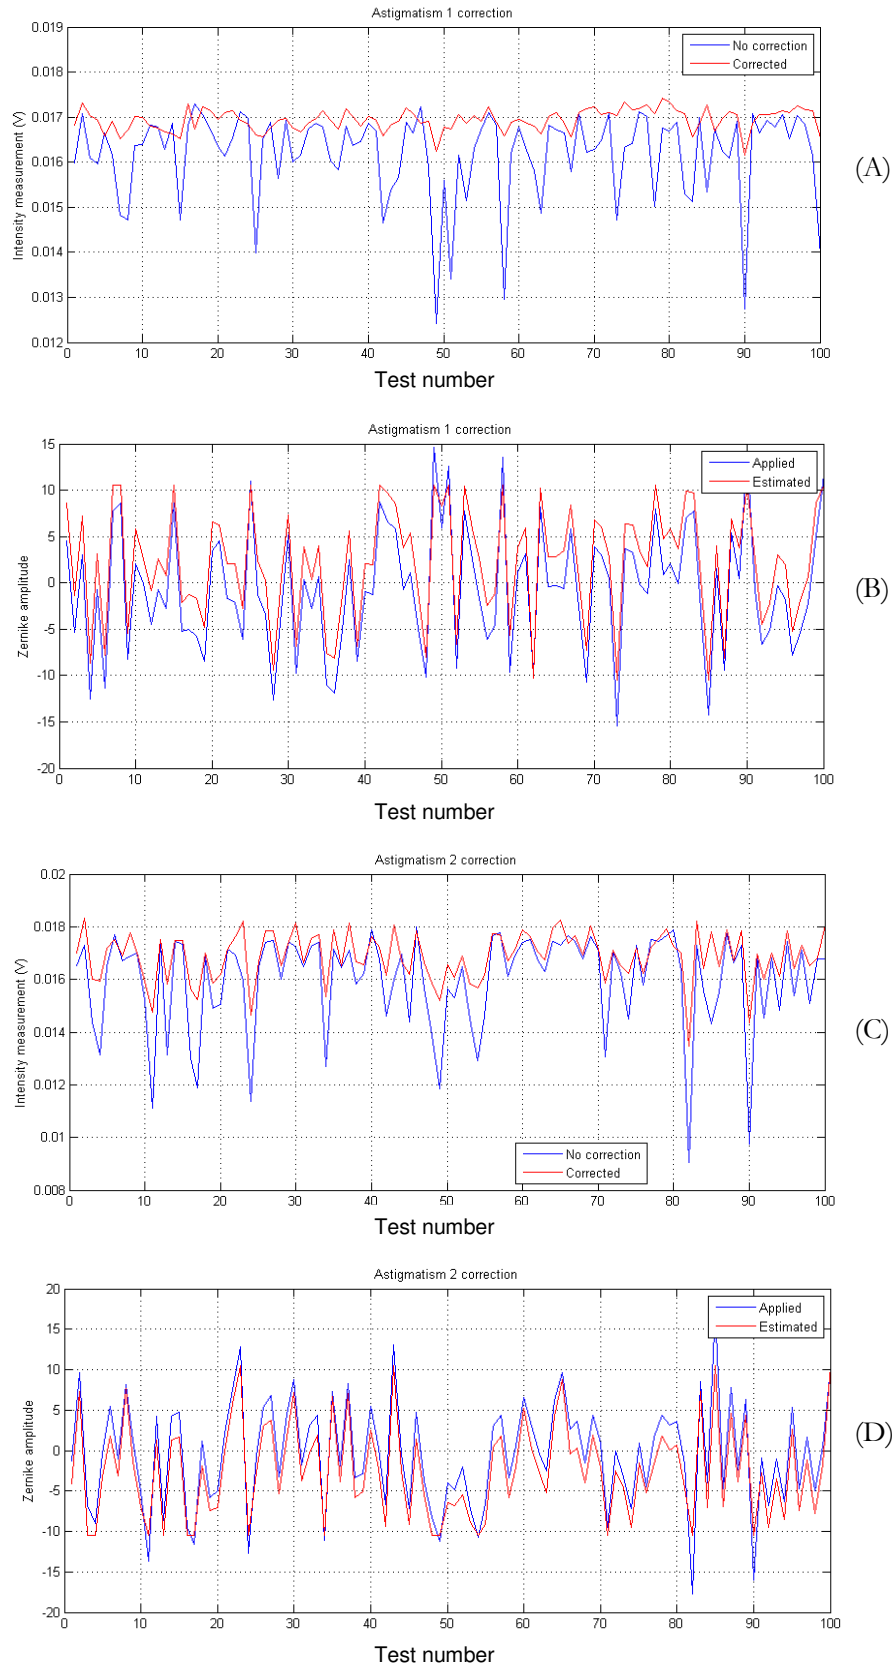 Astigmatism 1 correction
0.019
0.018
0.017
0.016
0.015
0.014
0.013
0.012
Intensity measurement (V)
No correction
Corrected
(A)
0 10 20 30 40 50 60 70 80 90 100
Test number
Astigmatism 1 correction
15
10
5
0
-5
-10
-15
-20
Zernike amplitude
Applied
Estimated
(B)
0 10 20 30 40 50 60 70 80 90 100
Test number
Astigmatism 2 correction
0.02
0.018
0.016
0.014
0.012
0.01
0.008
Intensity measurement (V)
No correction
Corrected
(C)
0 10 20 30 40 50 60 70 80 90 100
Test number
Astigmatism 2 correction
20
15
10
5
0
-5
-10
-15
-20
Zernike amplitude
Applied
Estimated
(D)
0 10 20 30 40 50 60 70 80 90 100
Test number